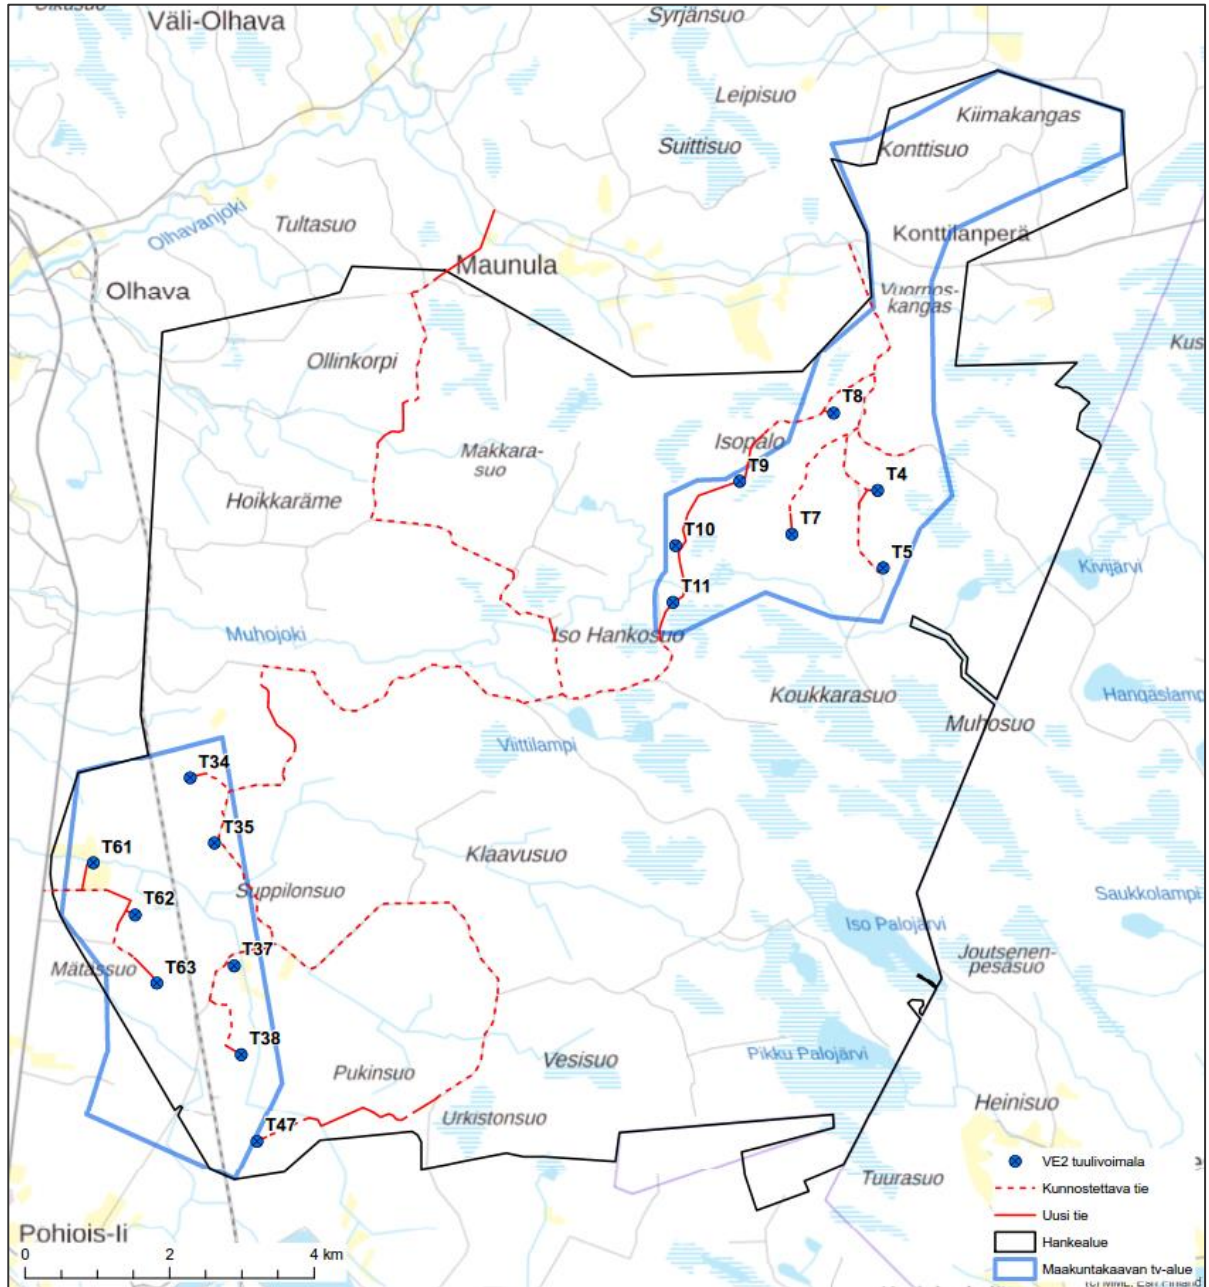 Väli-Olhava
Syrjänsuo
Leipisuo
Kiimakangas
Suittisuo
Konttisuo
Olhavanjoki
Tultasuo
Konttilanperä
Maunula
Olhava
Vuornos-
kangas
Kus
Ollinkorpi
T8
Isopalo
Makkara-
suo
T9
T4
Hoikkaräme
T10
T7
T5
Kivijärvi
T11
Muhojoki
Iso Hankosuo
Koukkarasuo
Hangaslamp
Muhosuo
Viittilampi
T34
T35
T61
Klaavusuo
Suppilonsuo
Saukkolampi
T62
Iso Palojärvi
T37
Joutsenen-
pesäsuo
Mätässuo
T63
T38
Vesisuo
Pikku Palojärvi
Pukinsuo
Heinisuo
Urkistonsuo
T47
Tuurasuo
VE2 tuulivoimala
Kunnostettava tie
Uusi tie
Hankealue
Maakuntakaavan tv-alue
Pohjois-Ii
0 2 4 km